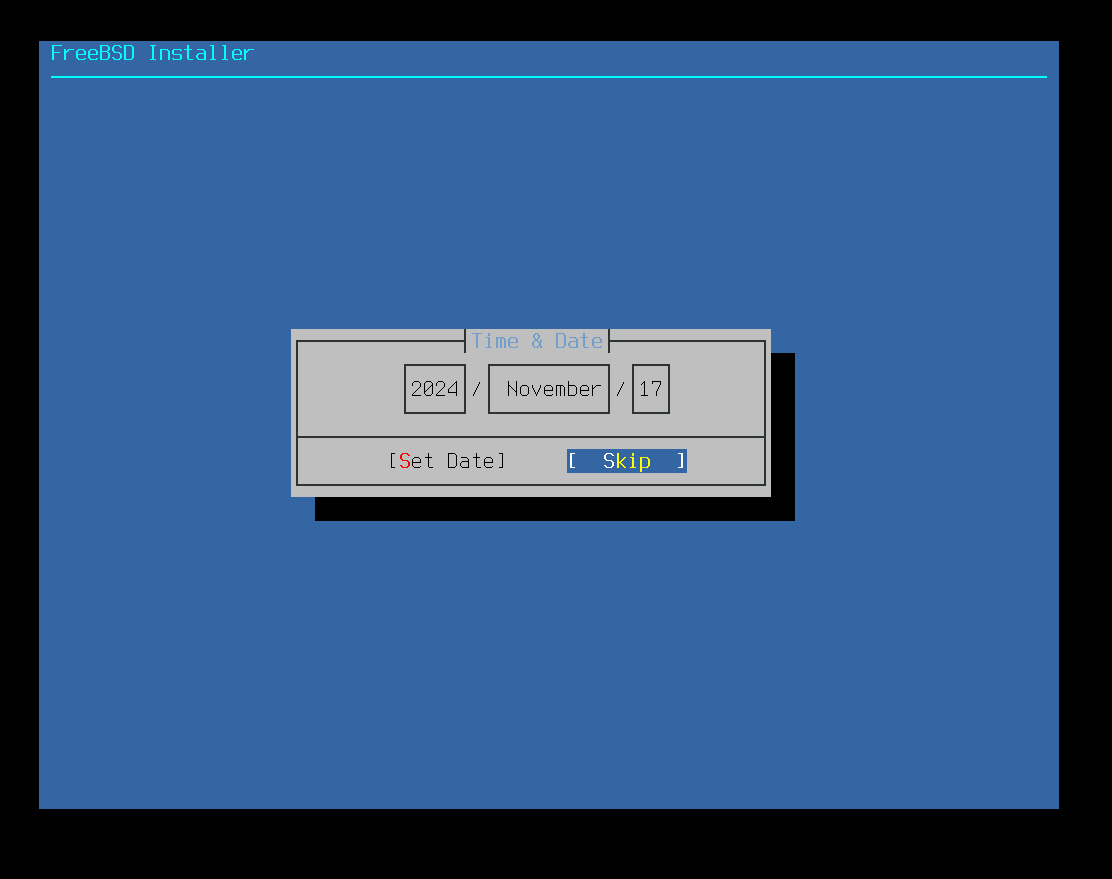 FreeBSD Installer
Time & Date
2024 / November / 17
[Set Date] [ Skip ]